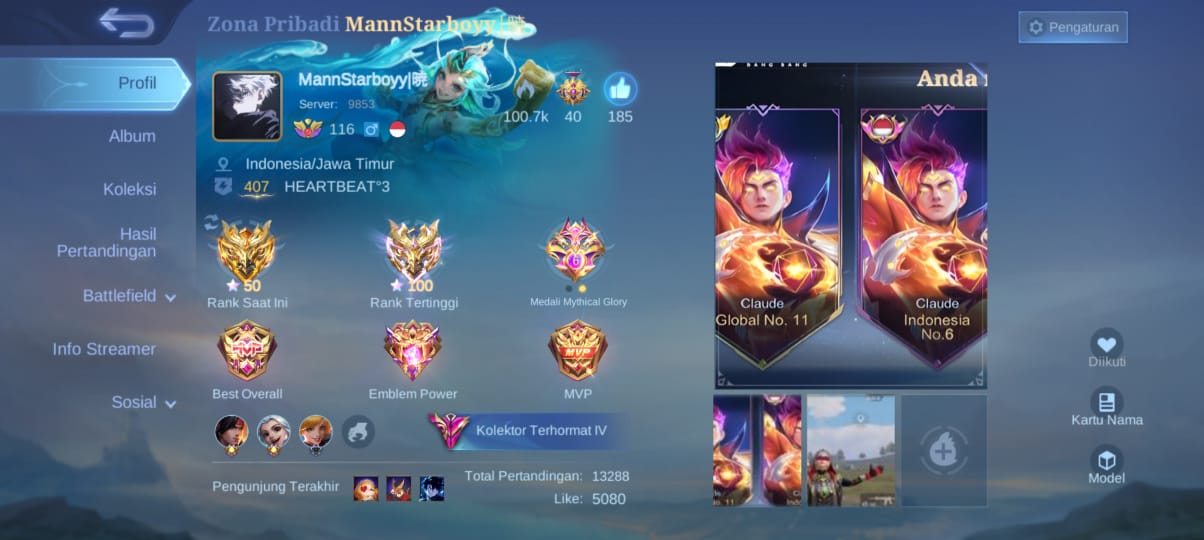 Zona Pribadi MannStarboyy|暁
Pengaturan
Profil
Album
Koleksi
Hasil
Pertandingan
Battlefield
Info Streamer
Sosial
MannStarboyy|暁
Server: 9853
116
100.7k
40
185
Indonesia/Jawa Timur
407 HEARTBEAT°3
50
Rank Saat Ini
100
Rank Tertinggi
6
Medali Mythical Glory
Best Overall
Emblem Power
MVP
MVP
Kolektor Terhormat IV
Pengunjung Terakhir
Total Pertandingan: 13288
Like: 5080
BANG BANG
Anda
Claude
Global No. 11
Claude
Indonesia
No.6
Diikuti
Kartu Nama
Model